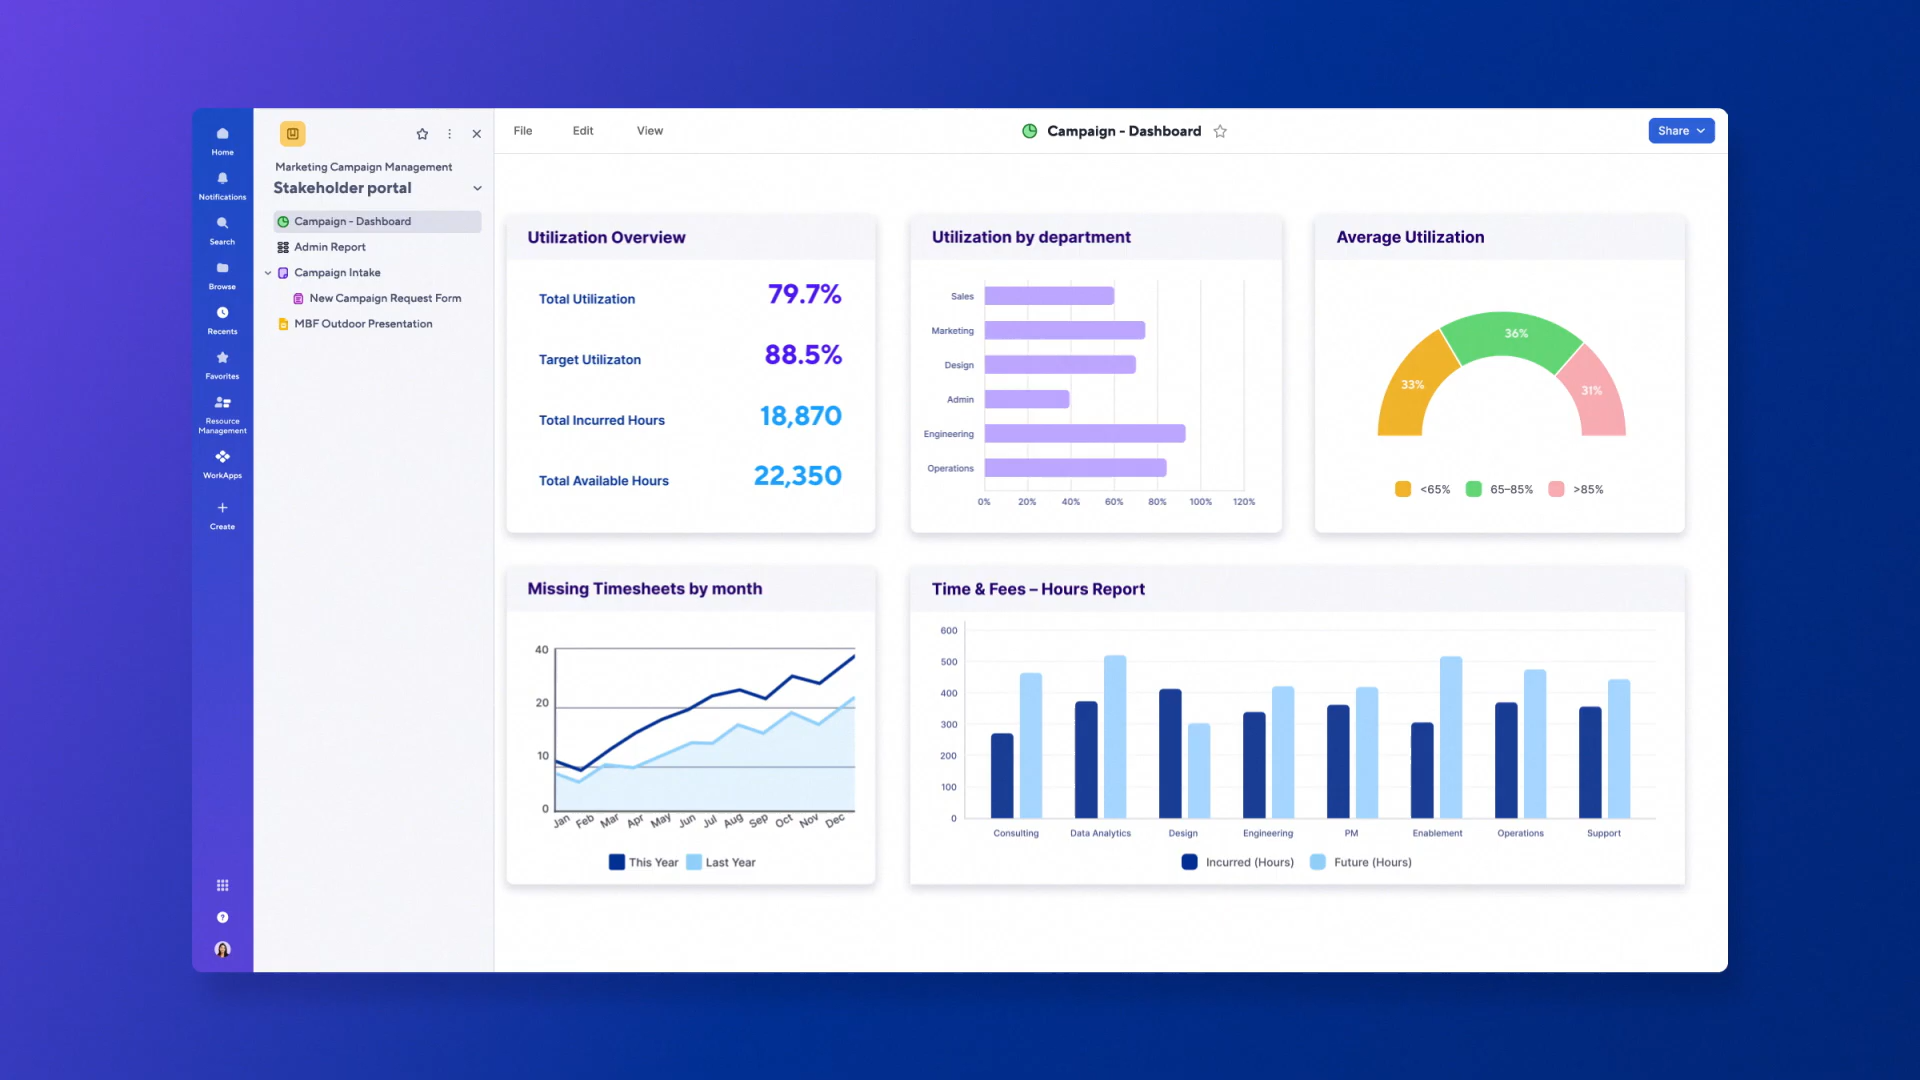 Home
Notifications
Search
Browse
Recents
Favorites
Resource
Management
WorkApps
Create
Marketing Campaign Management
Stakeholder portal
Campaign - Dashboard
Admin Report
Campaign Intake
New Campaign Request Form
MBF Outdoor Presentation
File Edit View
Campaign - Dashboard
Share
Utilization Overview
Total Utilization 79.7%
Target Utilizaton 88.5%
Total Incurred Hours 18,870
Total Available Hours 22,350
Utilization by department
Sales
Marketing
Design
Admin
Engineering
Operations
0% 20% 40% 60% 80% 100% 120%
Average Utilization
36%
33%
31%
<65% 65–85% >85%
Missing Timesheets by month
40
20
10
0
Jan Feb Mar Apr May Jun Jul Aug Sep Oct Nov Dec
This Year Last Year
Time & Fees – Hours Report
600
500
400
300
200
100
0
Consulting Data Analytics Design Engineering PM Enablement Operations Support
Incurred (Hours) Future (Hours)
?